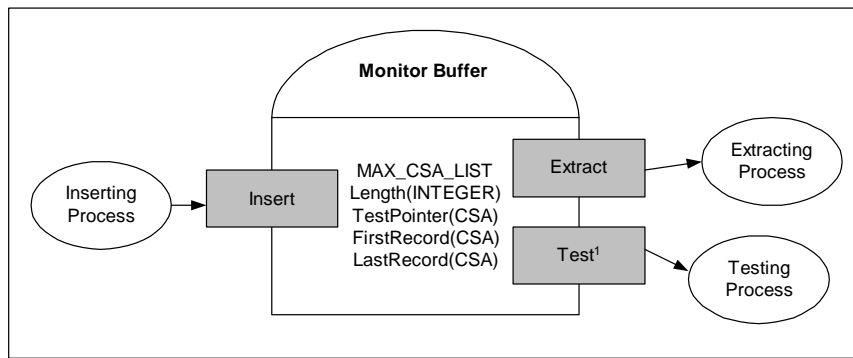 Monitor Buffer
Inserting
Process
Insert
MAX_CSA_LIST
Length(INTEGER)
TestPointer(CSA)
FirstRecord(CSA)
LastRecord(CSA)
Extract
Test¹
Extracting
Process
Testing
Process